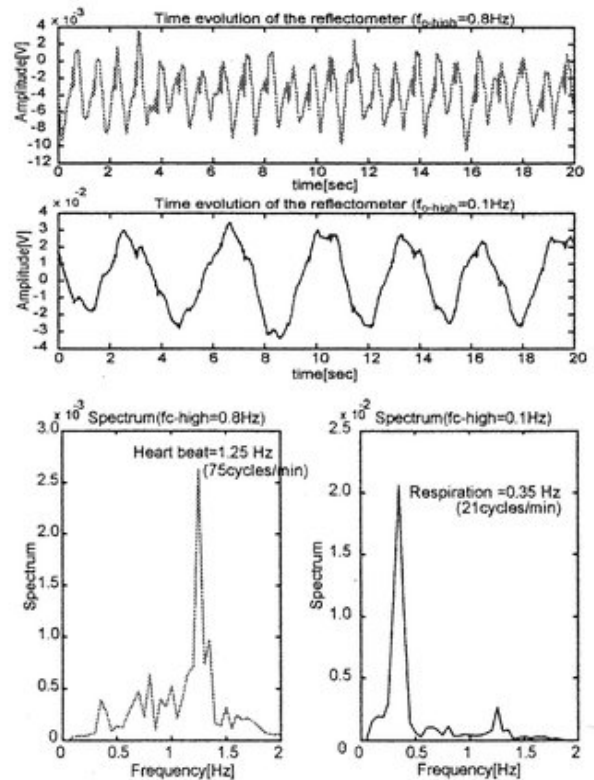 × 10⁻³ Time evolution of the reflectometer (fo-high=0.8Hz)
4
2
0
-2
-4
-6
-8
-10
-12
Amplitude[V]
0 2 4 6 8 10 12 14 16 18 20
time[sec]
× 10⁻² Time evolution of the reflectometer (fo-high=0.1Hz)
4
3
2
1
0
-1
-2
-3
-4
Amplitude[V]
0 2 4 6 8 10 12 14 16 18 20
time[sec]
× 10⁻³ Spectrum(fc-high=0.8Hz)
3.0
2.5
2.0
1.5
1.0
0.5
0
Spectrum
Heart beat=1.25 Hz
(75cycles/min)
0 0.5 1 1.5 2
Frequency[Hz]
× 10⁻² Spectrum(fc-high=0.1Hz)
2.5
2.0
1.5
1.0
0.5
0
Spectrum
Respiration =0.35 Hz
(21cycles/min)
0 0.5 1 1.5 2
Frequency[Hz]